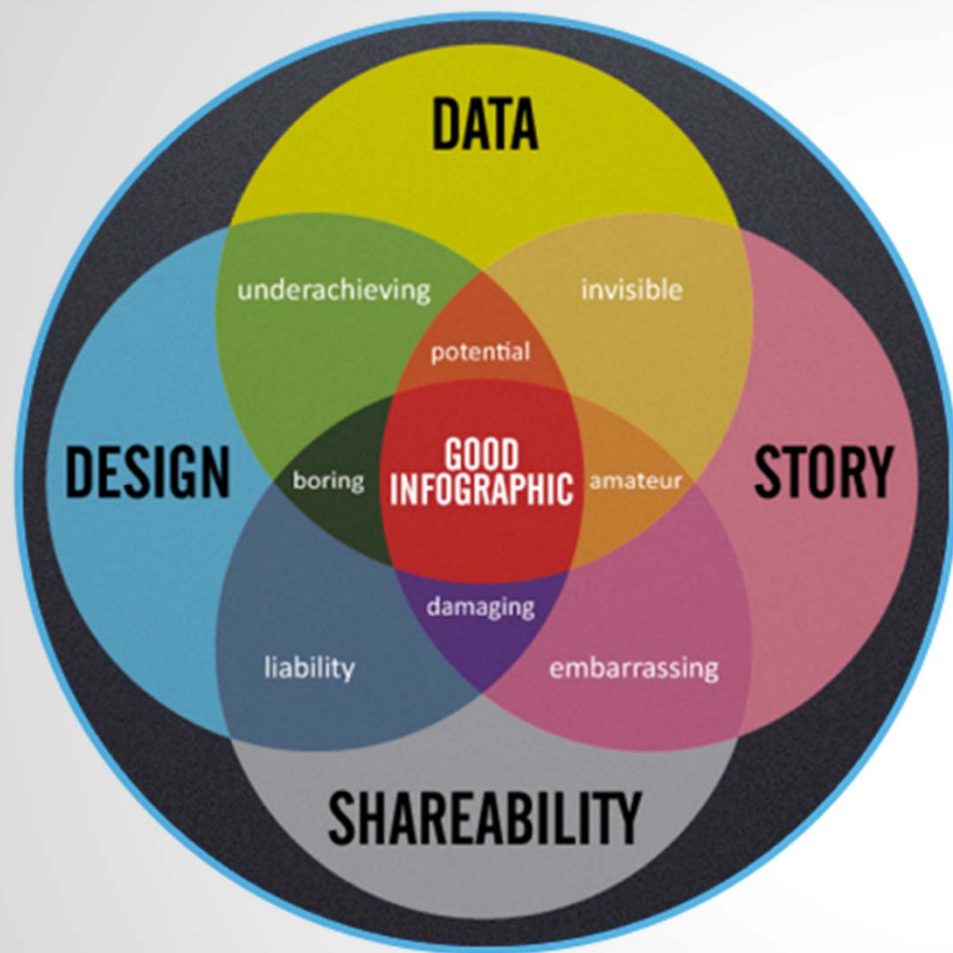 DATA
underachieving
invisible
potential
DESIGN
boring
GOOD
INFOGRAPHIC
amateur
STORY
damaging
liability
embarrassing
SHAREABILITY